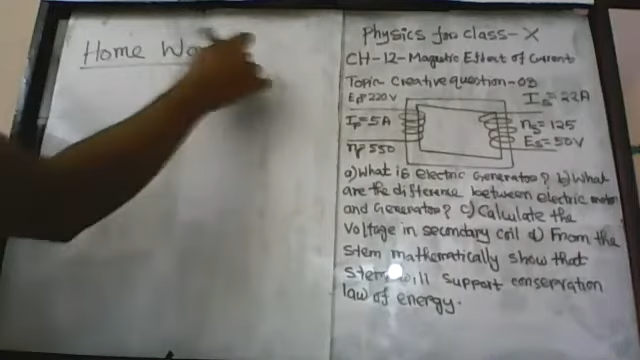 Home Wo
Physics for class-X
CH-12-Magnetic Effect of Current
Topic-Creative question-03
Ep=220V
Is=22A
Ip=5A
ns=125
np=550
Es=50V
a) What is electric Generator? b) What
are the difference between electric motor
and Generator? c) Calculate the
Voltage in secondary coil d) From the
stem mathematically show that
stem will support conservation
law of energy.